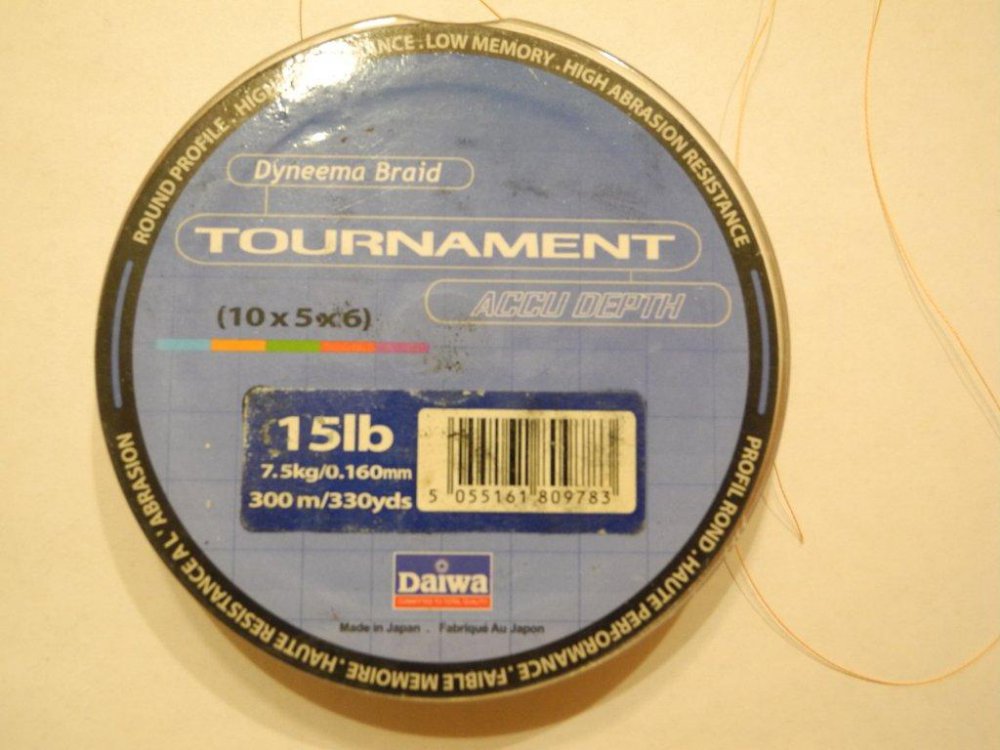 ROUND PROFILE . HIGH NCE . LOW MEMORY . HIGH ABRASION RESISTANCE
Dyneema Braid
TOURNAMENT
ACCU DEPTH
(10 x 5 x 6)
15lb
7.5kg/0.160mm
300 m/330yds
5 055161 809783
Daiwa
Made in Japan . Fabriqué Au Japon
PROFIL ROND . HAUTE PERFORMANCE . FAIBLE MEMOIRE . HAUTE RESISTANCE A L' ABRASION